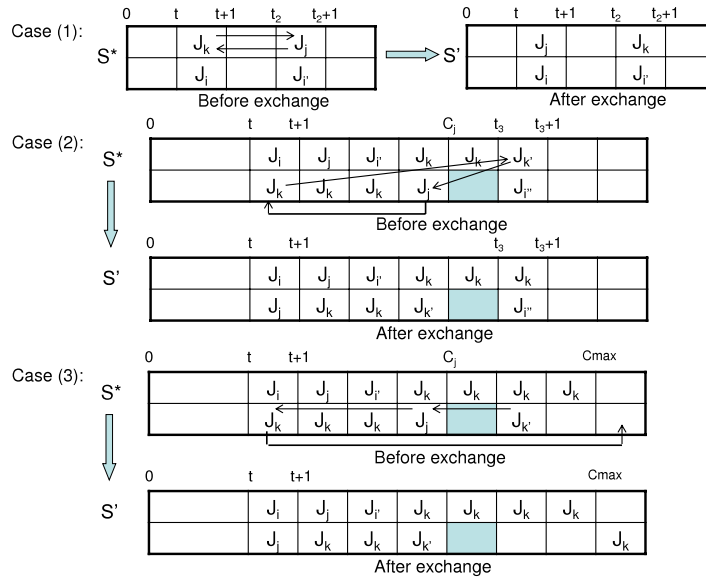 0 t t+1 t₂ t₂+1 0 t t+1 t₂ t₂+1
Case (1):
S* Jₖ Jⱼ S' Jⱼ Jₖ
Jᵢ Jᵢ' Jᵢ Jᵢ'
Before exchange After exchange
0 t t+1 Cⱼ t₃ t₃+1
Case (2):
S* Jᵢ Jⱼ Jᵢ' Jₖ Jₖ Jₖ'
Jₖ Jₖ Jₖ Jⱼ Jᵢ''
Before exchange
0 t t+1 t₃ t₃+1
S' Jᵢ Jⱼ Jᵢ' Jₖ Jₖ Jₖ
Jⱼ Jₖ Jₖ Jₖ' Jᵢ''
After exchange
0 t t+1 Cⱼ Cmax
Case (3):
S* Jᵢ Jⱼ Jᵢ' Jₖ Jₖ Jₖ Jₖ
Jₖ Jₖ Jₖ Jⱼ Jₖ'
Before exchange
0 t t+1 Cmax
S' Jᵢ Jⱼ Jᵢ' Jₖ Jₖ Jₖ Jₖ
Jⱼ Jₖ Jₖ Jₖ' Jₖ
After exchange